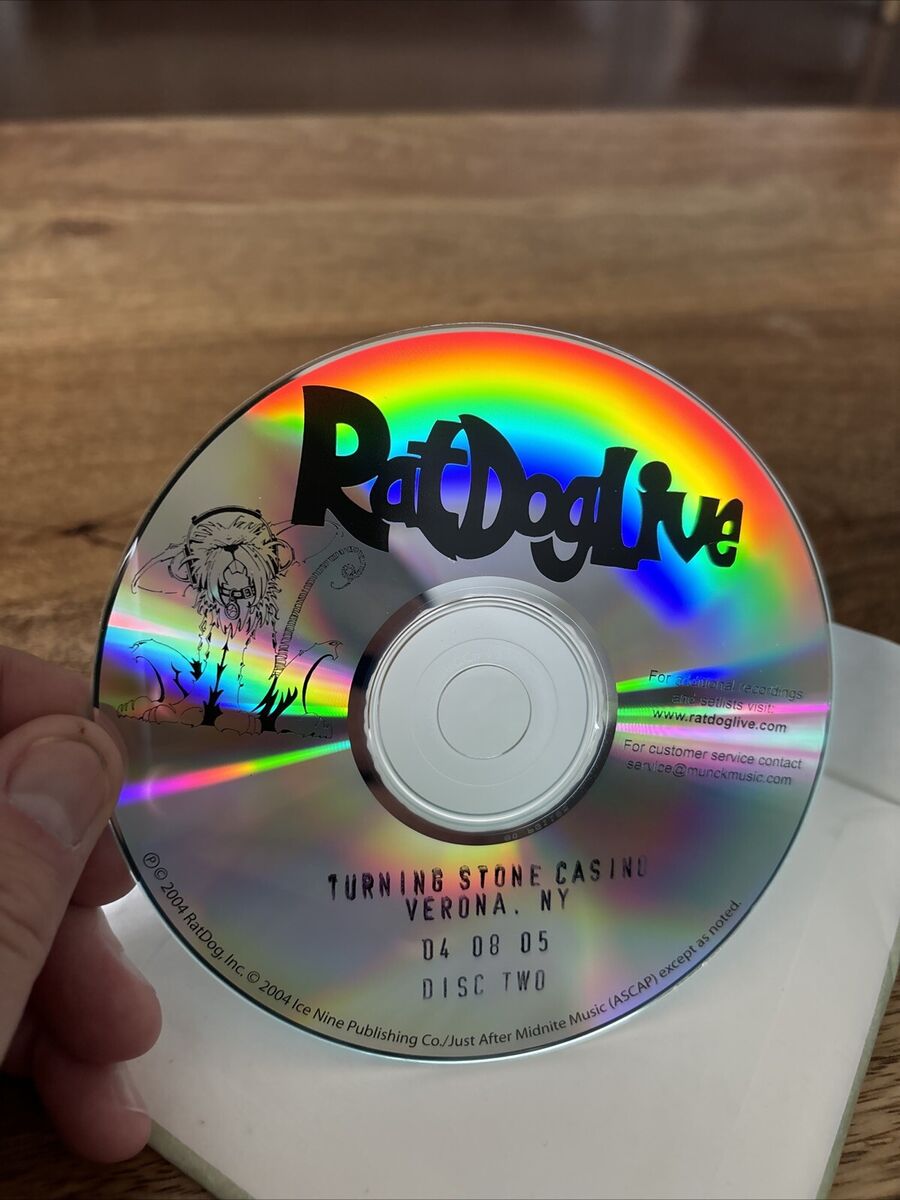 RatDogLive
For additional recordings
and setlists visit:
www.ratdoglive.com
For customer service contact
service@munckmusic.com
TURNING STONE CASINO
VERONA, NY
04 08 05
DISC TWO
℗ © 2004 RatDog, Inc. © 2004 Ice Nine Publishing Co./Just After Midnite Music (ASCAP) except as noted.